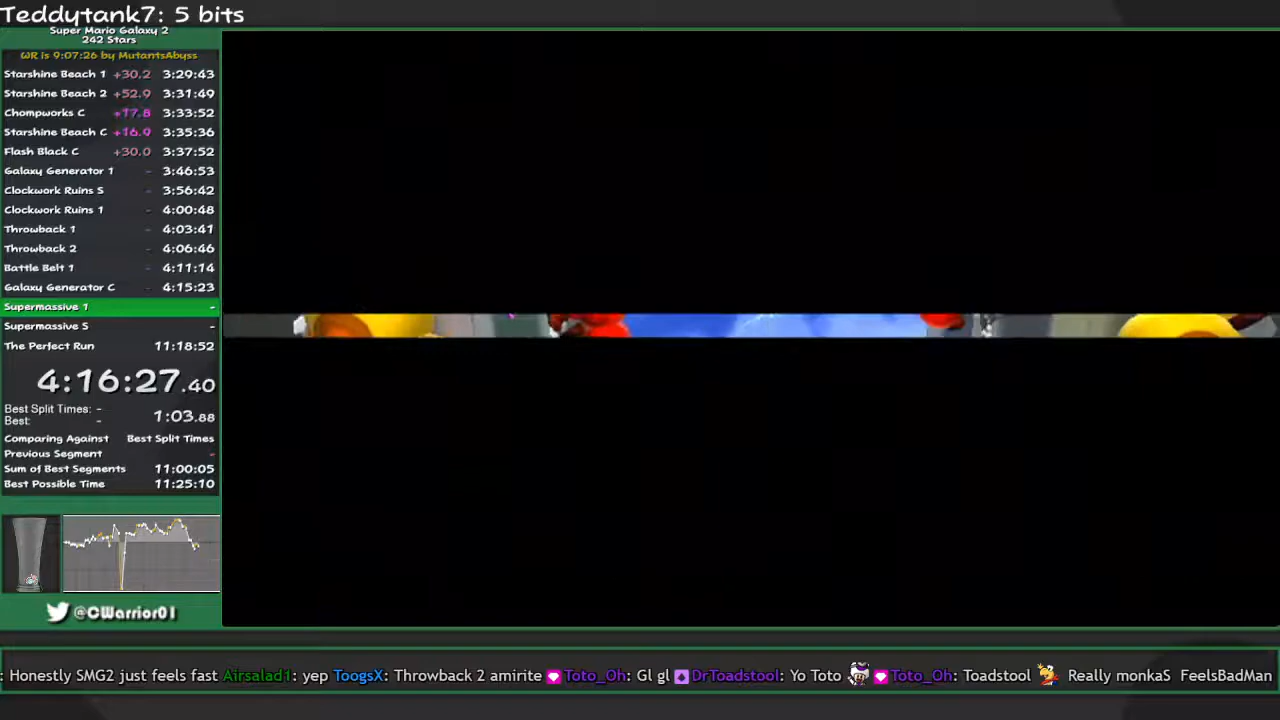 Teddytank7: 5 bits
Super Mario Galaxy 2
242 Stars
WR is 9:07:26 by MutantsAbyss
Starshine Beach 1 +30.2 3:29:43
Starshine Beach 2 +52.9 3:31:49
Chompworks C +17.8 3:33:52
Starshine Beach C +16.9 3:35:36
Flash Black C +30.0 3:37:52
Galaxy Generator 1 - 3:46:53
Clockwork Ruins S - 3:56:42
Clockwork Ruins 1 - 4:00:48
Throwback 1 - 4:03:41
Throwback 2 - 4:06:46
Battle Belt 1 - 4:11:14
Galaxy Generator C - 4:15:23
Supermassive 1 -
Supermassive S -
The Perfect Run 11:18:52
4:16:27.40
Best Split Times: - 1:03.88
Best: -
Comparing Against Best Split Times
Previous Segment -
Sum of Best Segments 11:00:05
Best Possible Time 11:25:10
@CWarrior01
: Honestly SMG2 just feels fast Airsalad1: yep ToogsX: Throwback 2 amirite Toto_Oh: Gl gl DrToadstool: Yo Toto Toto_Oh: Toadstool Really monkaS FeelsBadMan